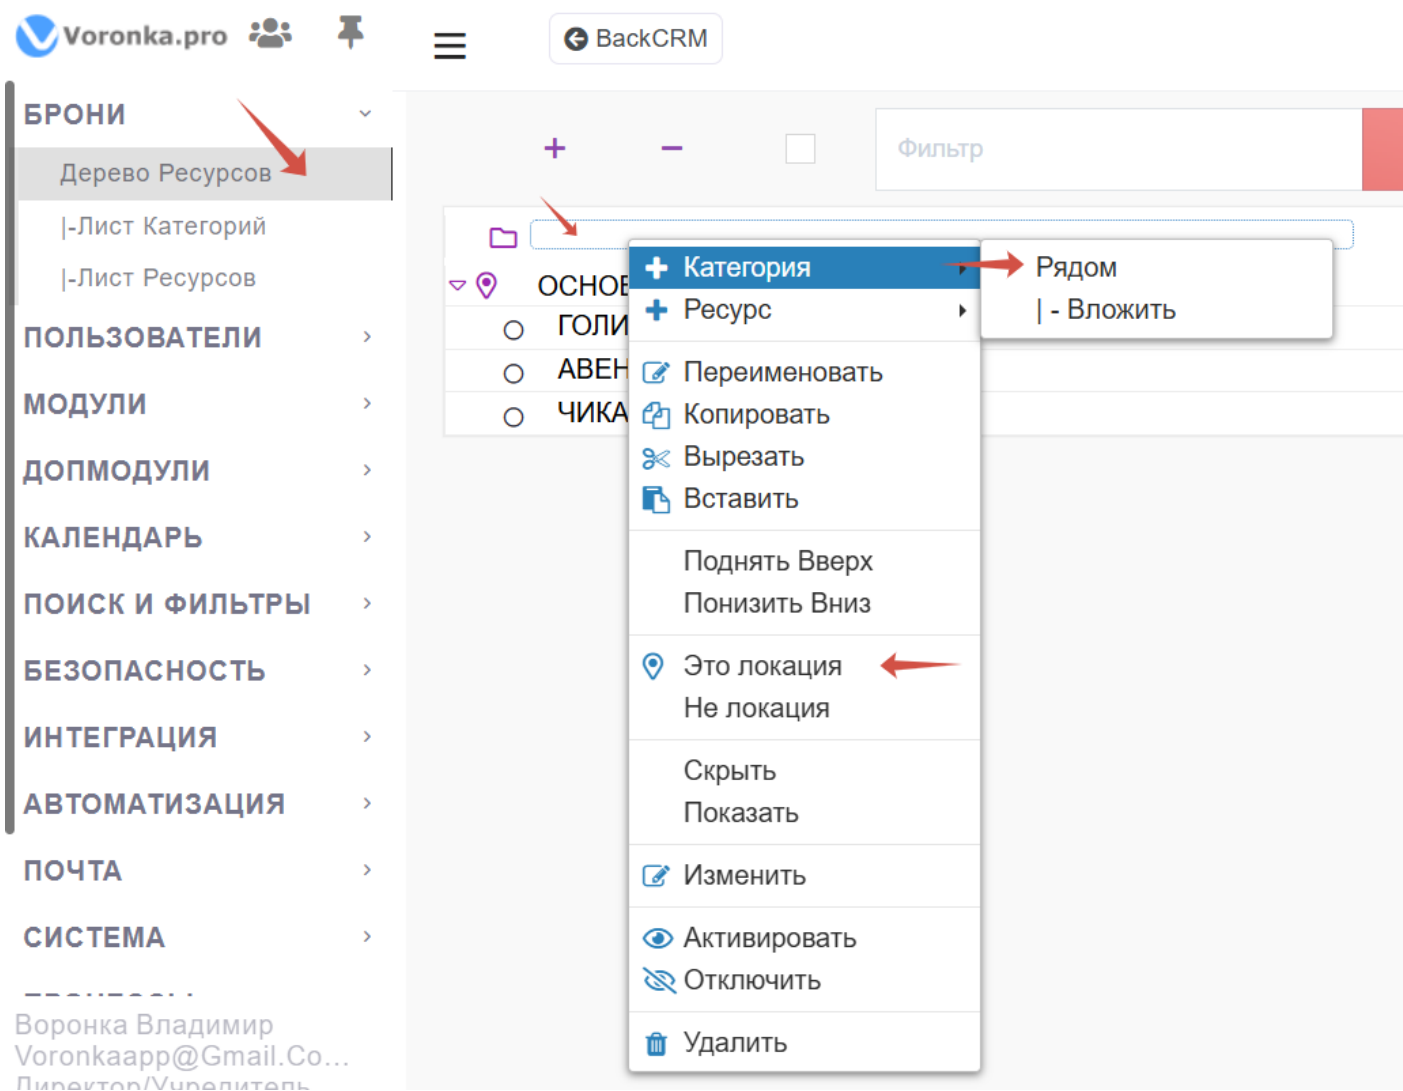 Voronka.pro
BackCRM
БРОНИ
Дерево Ресурсов
|-Лист Категорий
|-Лист Ресурсов
ПОЛЬЗОВАТЕЛИ
МОДУЛИ
ДОПМОДУЛИ
КАЛЕНДАРЬ
ПОИСК И ФИЛЬТРЫ
БЕЗОПАСНОСТЬ
ИНТЕГРАЦИЯ
АВТОМАТИЗАЦИЯ
ПОЧТА
СИСТЕМА
Воронка Владимир
Voronkaapp@Gmail.Co...
Директор/Учредитель
Фильтр
ОСНОВ
ГОЛИ
АВЕН
ЧИКА
Категория
Ресурс
Переименовать
Копировать
Вырезать
Вставить
Поднять Вверх
Понизить Вниз
Это локация
Не локация
Скрыть
Показать
Изменить
Активировать
Отключить
Удалить
Рядом
| - Вложить